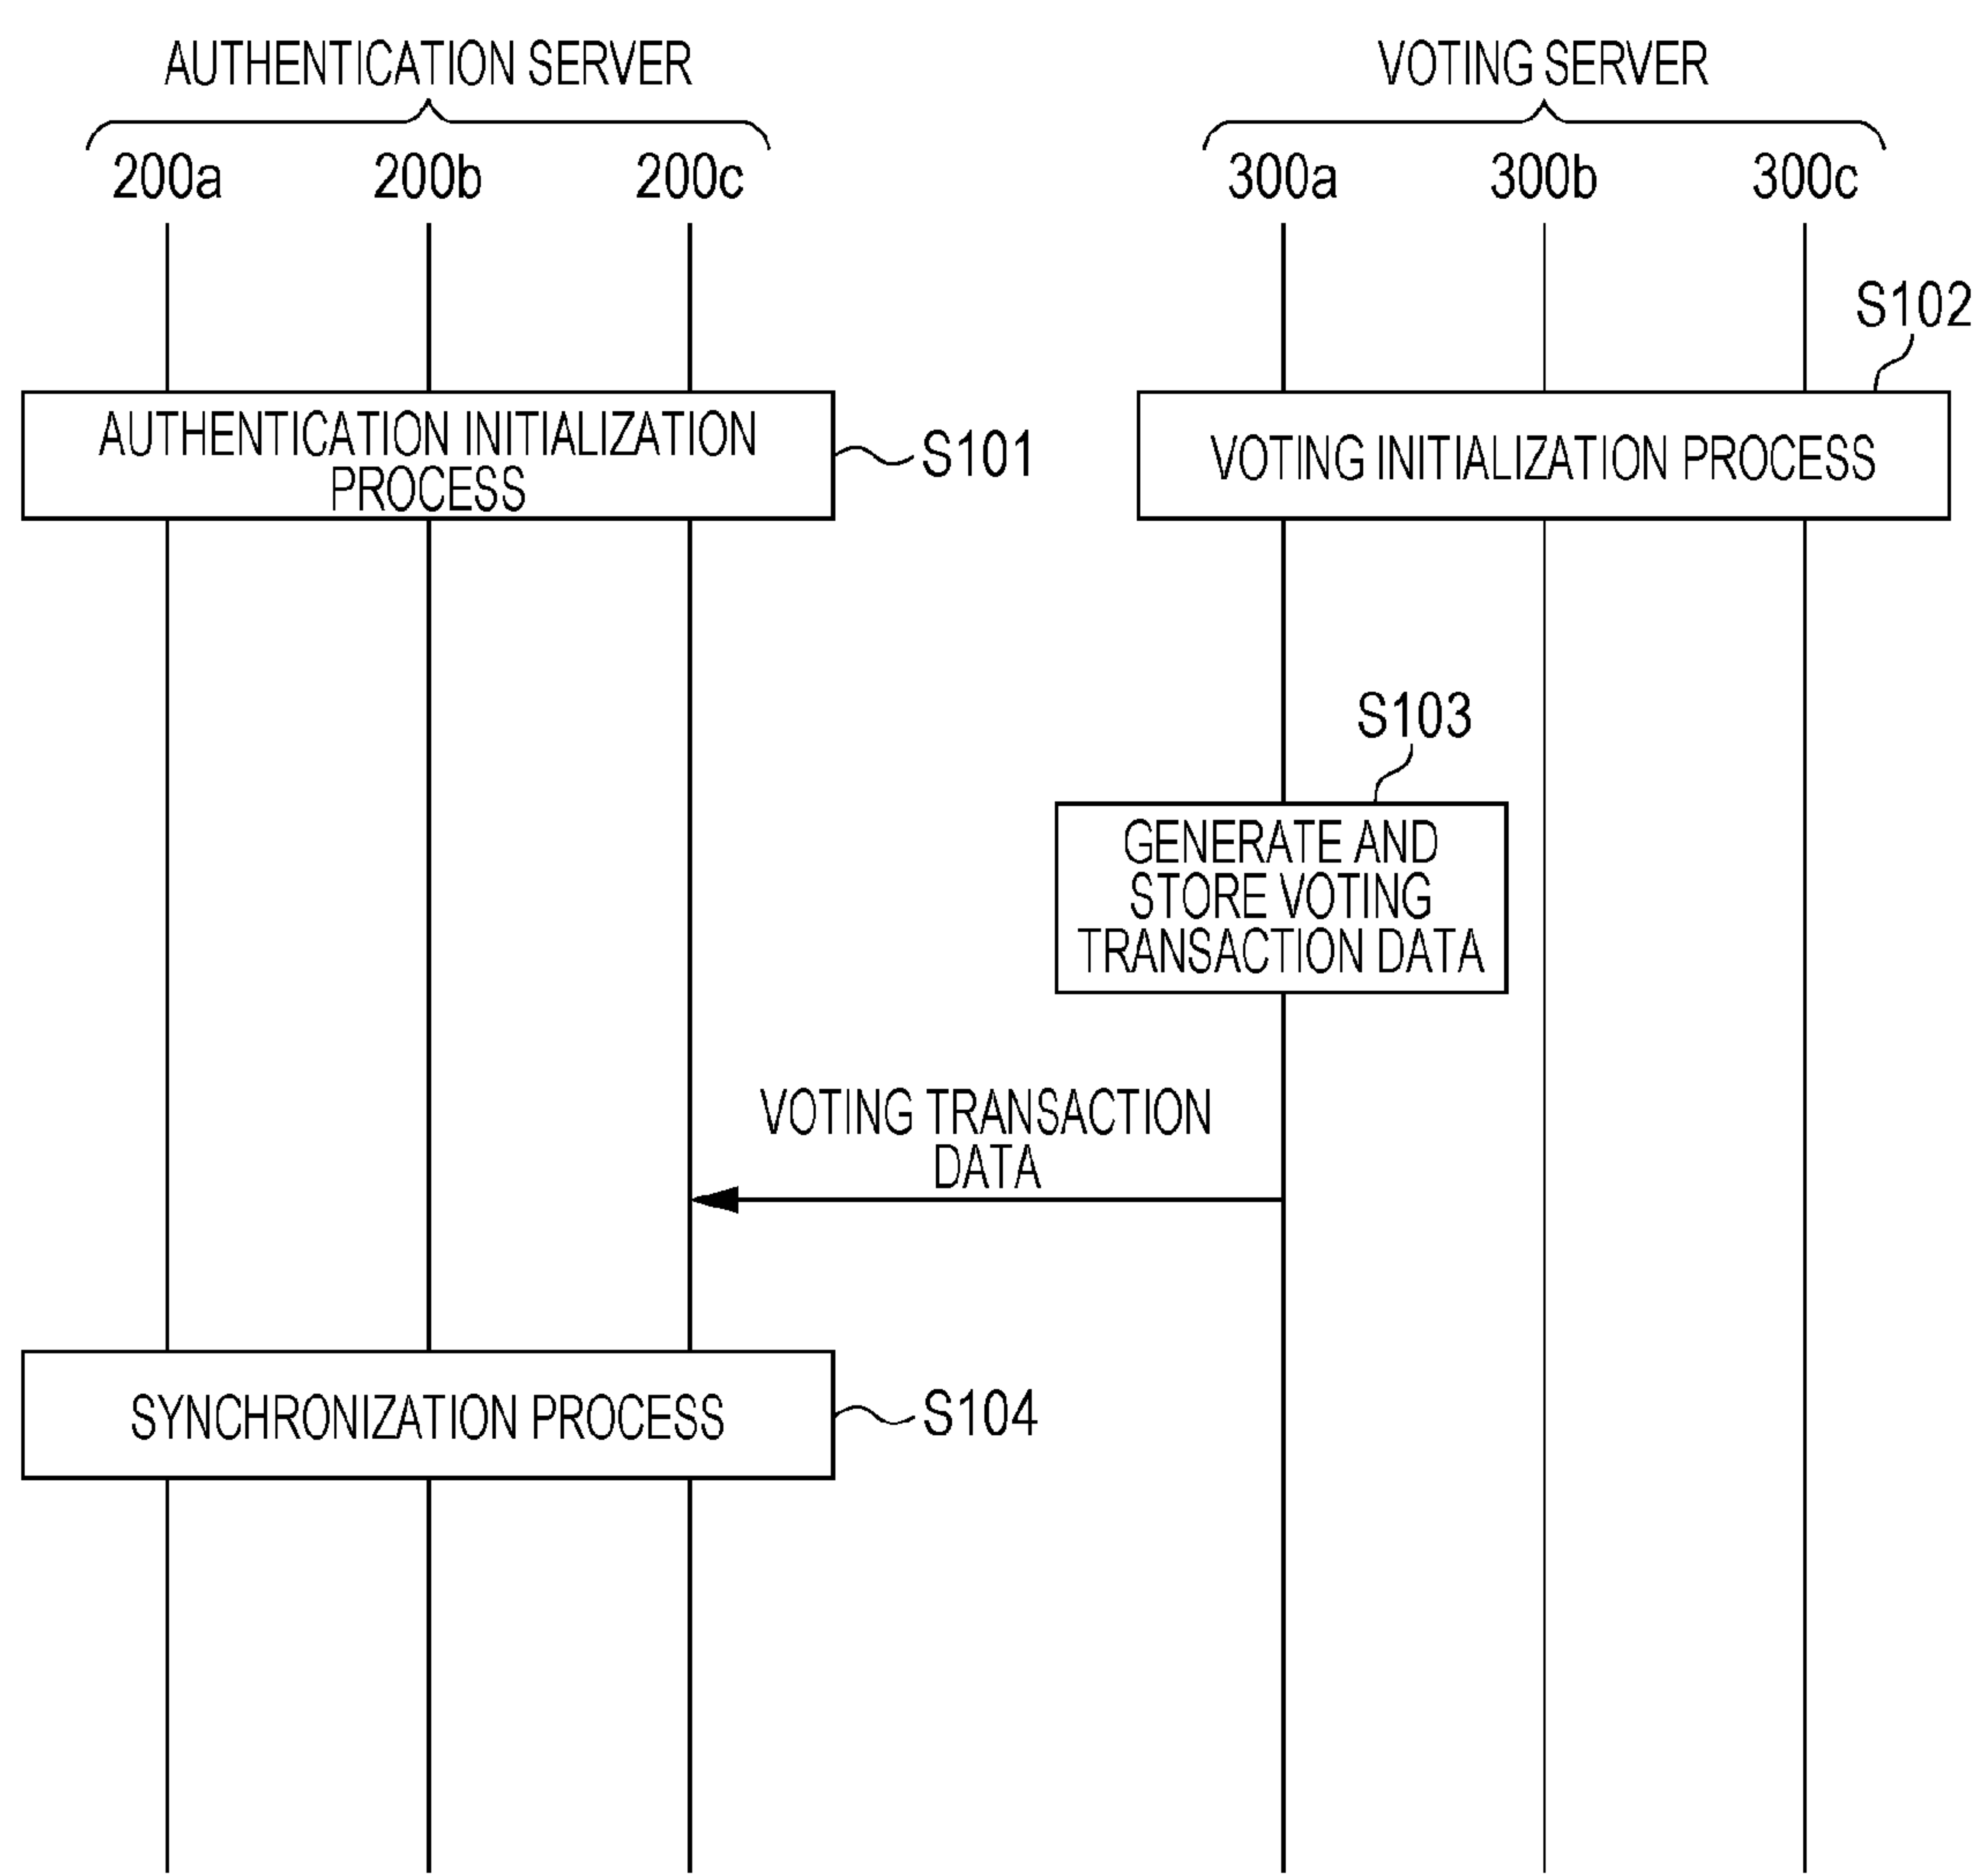 AUTHENTICATION SERVER
VOTING SERVER
200a
200b
200c
300a
300b
300c
S102
AUTHENTICATION INITIALIZATION
PROCESS
S101
VOTING INITIALIZATION PROCESS
S103
GENERATE AND
STORE VOTING
TRANSACTION DATA
VOTING TRANSACTION
DATA
SYNCHRONIZATION PROCESS
S104